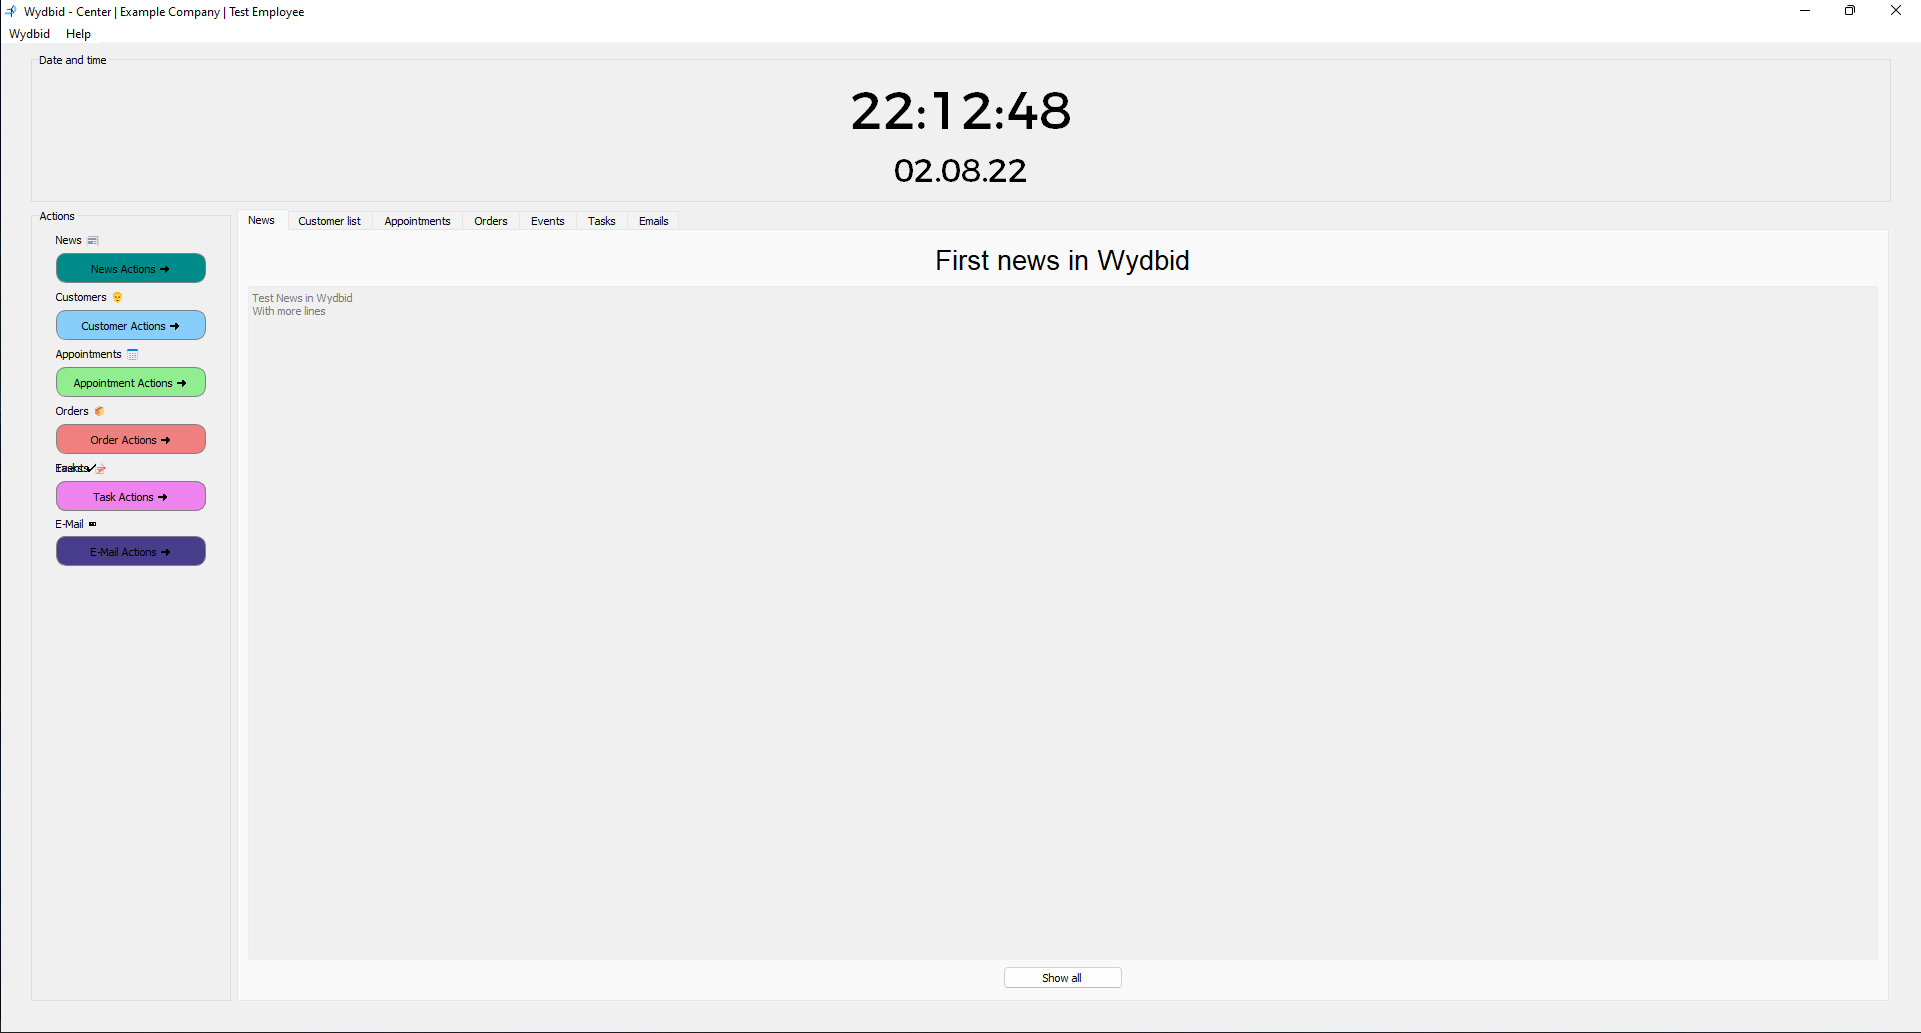 Wydbid - Center | Example Company | Test Employee
Wydbid Help
Date and time
22:12:48
02.08.22
Actions
News
News Actions ➜
Customers
Customer Actions ➜
Appointments
Appointment Actions ➜
Orders
Order Actions ➜
Task Actions ➜
E-Mail
E-Mail Actions ➜
News Customer list Appointments Orders Events Tasks Emails
First news in Wydbid
Test News in Wydbid
With more lines
Show all